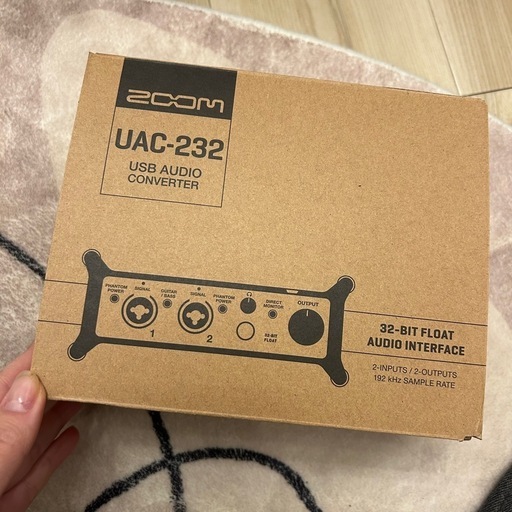 ZOOM
UAC-232
USB AUDIO
CONVERTER
PHANTOM
POWER
SIGNAL
GUITAR
/ BASS
SIGNAL
PHANTOM
POWER
DIRECT
MONITOR
OUTPUT
1
2
32-BIT
FLOAT
32-BIT FLOAT
AUDIO INTERFACE
2-INPUTS / 2-OUTPUTS
192 kHz SAMPLE RATE